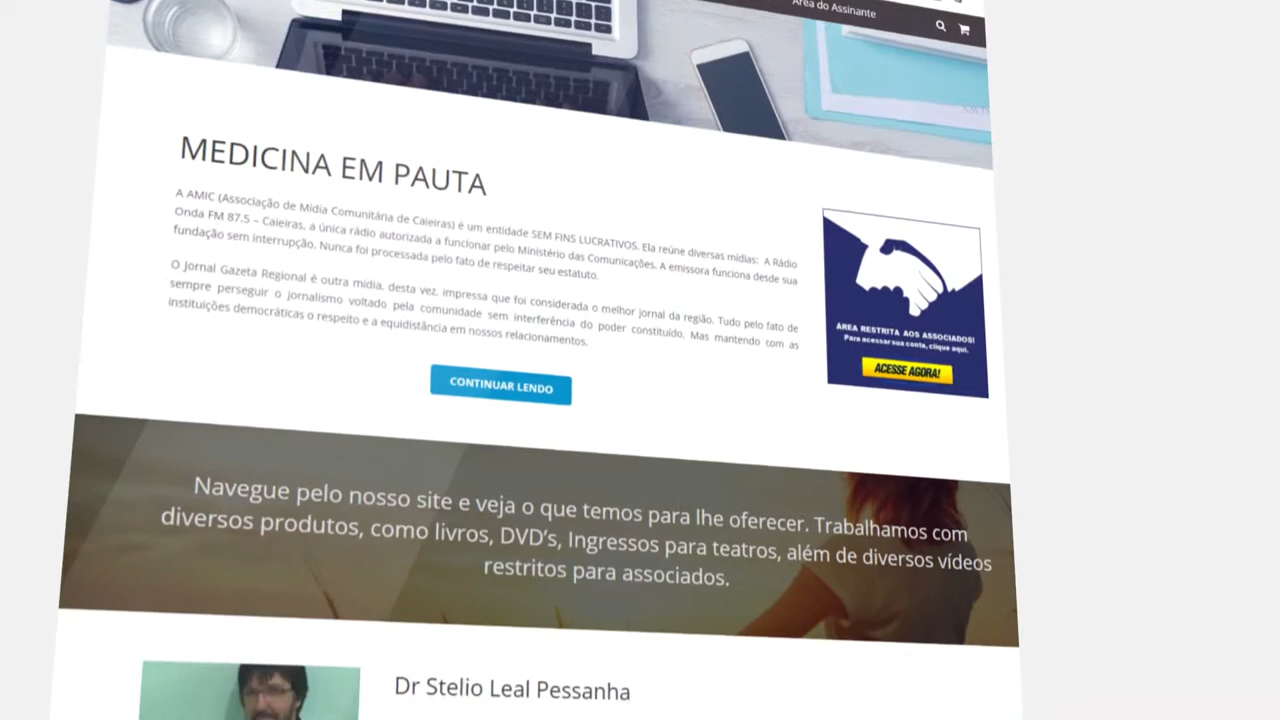 Área do Assinante
MEDICINA EM PAUTA
A AMIC (Associação de Mídia Comunitária de Caieiras) é um entidade SEM FINS LUCRATIVOS. Ela reúne diversas mídias: A Rádio
Onda FM 87.5 – Caieiras, a única rádio autorizada a funcionar pelo Ministério das Comunicações. A emissora funciona desde sua
fundação sem interrupção. Nunca foi processada pelo fato de respeitar seu estatuto.
O Jornal Gazeta Regional é outra mídia, desta vez, impressa que foi considerada o melhor jornal da região. Tudo pelo fato de
sempre perseguir o jornalismo voltado pela comunidade sem interferência do poder constituído. Mas mantendo com as
instituições democráticas o respeito e a equidistância em nossos relacionamentos.
ÁREA RESTRITA AOS ASSOCIADOS!
Para acessar sua conta, clique aqui.
ACESSE AGORA!
CONTINUAR LENDO
Navegue pelo nosso site e veja o que temos para lhe oferecer. Trabalhamos com
diversos produtos, como livros, DVD’s, Ingressos para teatros, além de diversos vídeos
restritos para associados.
Dr Stelio Leal Pessanha